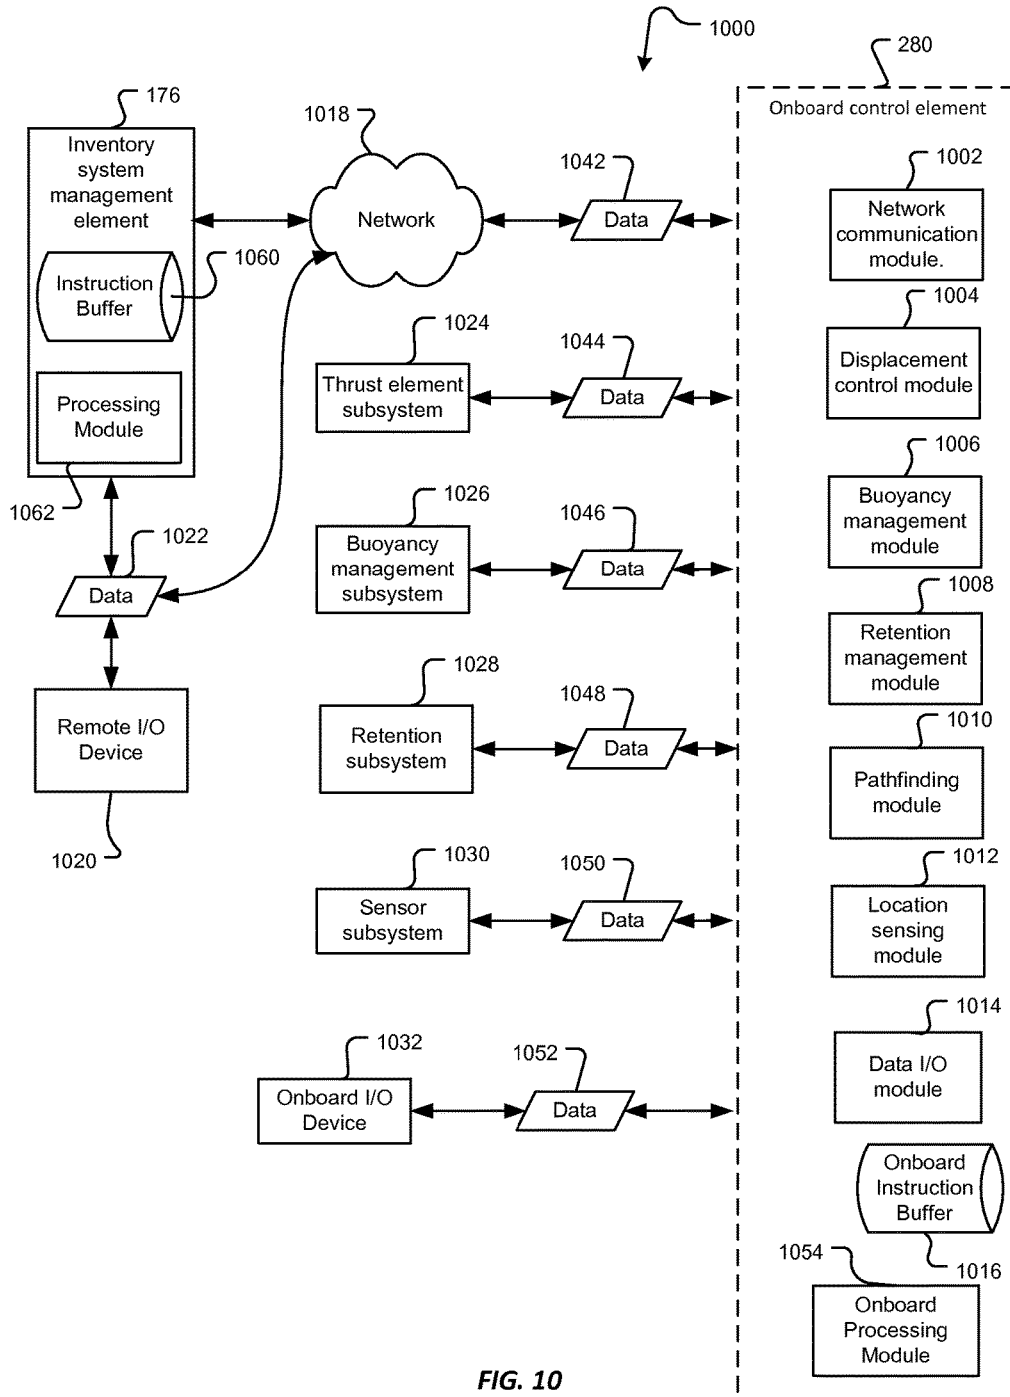 1000
280
Onboard control element
176
Inventory
system
management
element
1018
Network
1042
Data
1002
Network
communication
module.
1060
Instruction
Buffer
1004
Displacement
control module
1024
Thrust element
subsystem
1044
Data
Processing
Module
1062
1006
Buoyancy
management
module
1026
Buoyancy
management
subsystem
1046
Data
1022
Data
1008
Retention
management
module
1028
Retention
subsystem
1048
Data
Remote I/O
Device
1020
1010
Pathfinding
module
1030
Sensor
subsystem
1050
Data
1012
Location
sensing
module
1032
Onboard I/O
Device
1052
Data
1014
Data I/O
module
Onboard
Instruction
Buffer
1016
1054
Onboard
Processing
Module
FIG. 10